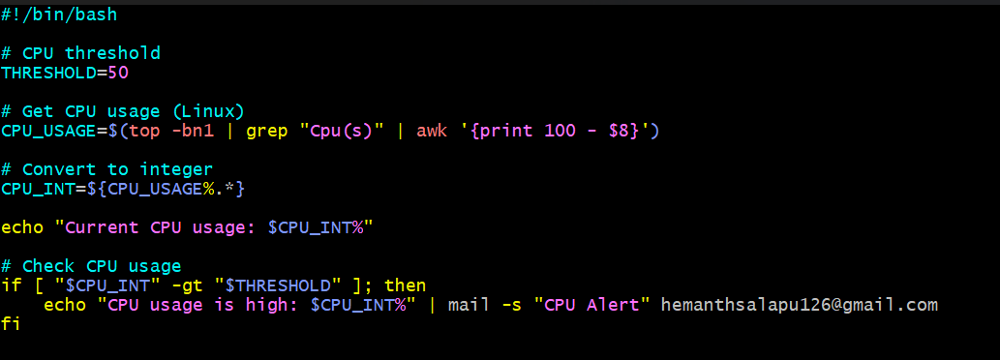 #!/bin/bash
# CPU threshold
THRESHOLD=50
# Get CPU usage (Linux)
CPU_USAGE=$(top -bn1 | grep "Cpu(s)" | awk '{print 100 - $8}')
# Convert to integer
CPU_INT=${CPU_USAGE%.*}
echo "Current CPU usage: $CPU_INT%"
# Check CPU usage
if [ "$CPU_INT" -gt "$THRESHOLD" ]; then
    echo "CPU usage is high: $CPU_INT%" | mail -s "CPU Alert" hemanthsalapu126@gmail.com
fi